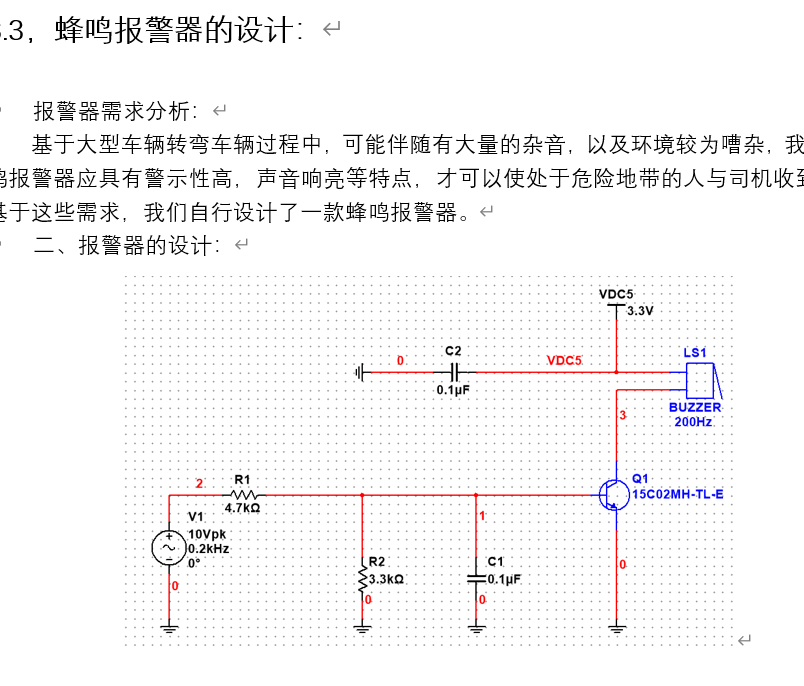 .3，蜂鸣报警器的设计：
报警器需求分析：
基于大型车辆转弯车辆过程中，可能伴随有大量的杂音，以及环境较为嘈杂，我
鸣报警器应具有警示性高，声音响亮等特点，才可以使处于危险地带的人与司机收到
基于这些需求，我们自行设计了一款蜂鸣报警器。
二、报警器的设计：
VDC5
3.3V
C2
0
VDC5
LS1
0.1µF
BUZZER
200Hz
3
2
R1
Q1
15C02MH-TL-E
4.7kΩ
V1
1
10Vpk
0.2kHz
0°
R2
C1
0
3.3kΩ
0.1µF
0
0
0